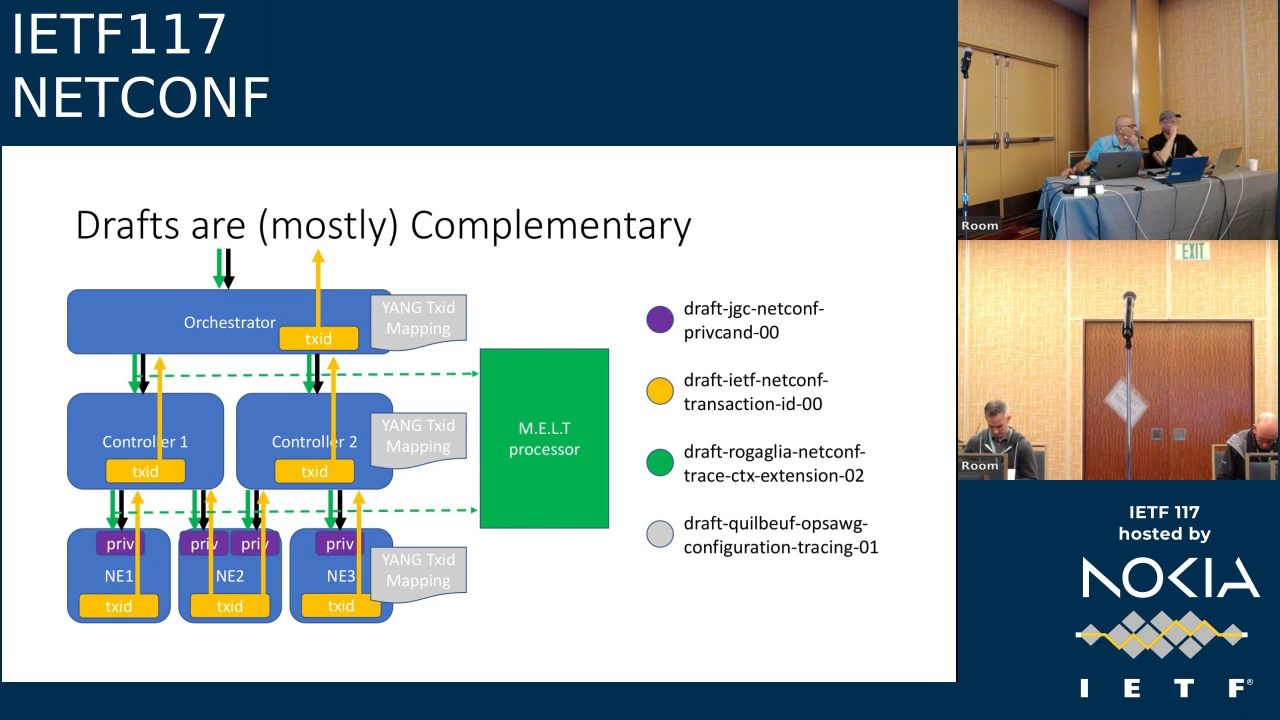 IETF117
NETCONF
Drafts are (mostly) Complementary
Orchestrator
txid
YANG Txid
Mapping
Controller 1
txid
Controller 2
txid
YANG Txid
Mapping
M.E.L.T
processor
priv
NE1
txid
priv
priv
NE2
txid
priv
NE3
txid
YANG Txid
Mapping
draft-jgc-netconf-
privcand-00
draft-ietf-netconf-
transaction-id-00
draft-rogaglia-netconf-
trace-ctx-extension-02
draft-quilbeuf-opsawg-
configuration-tracing-01
Room
EXIT
Room
IETF 117
hosted by
NOKIA
I E T F®